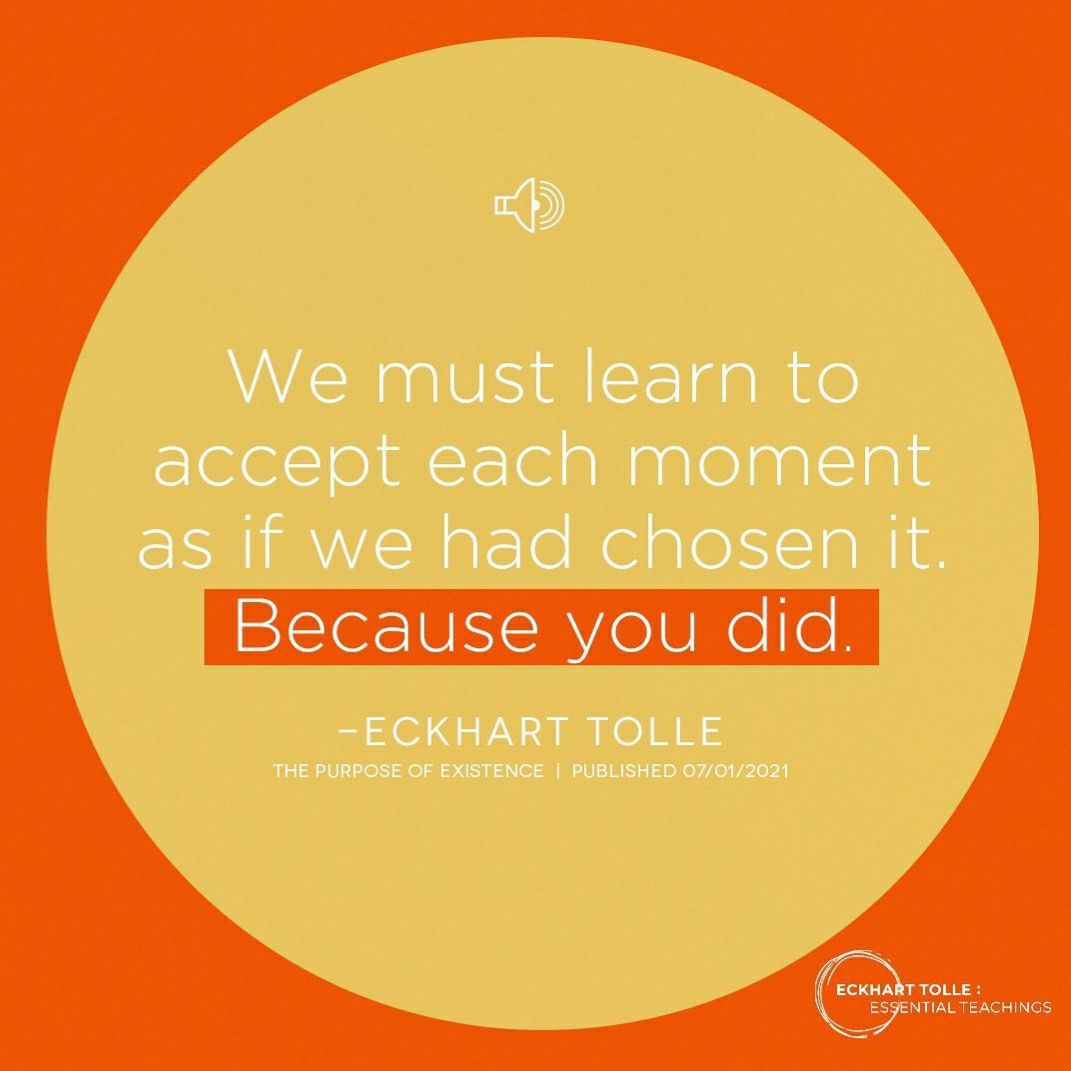 We must learn to
accept each moment
as if we had chosen it.
Because you did.
–ECKHART TOLLE
THE PURPOSE OF EXISTENCE | PUBLISHED 07/01/2021
ECKHART TOLLE :
ESSENTIAL TEACHINGS